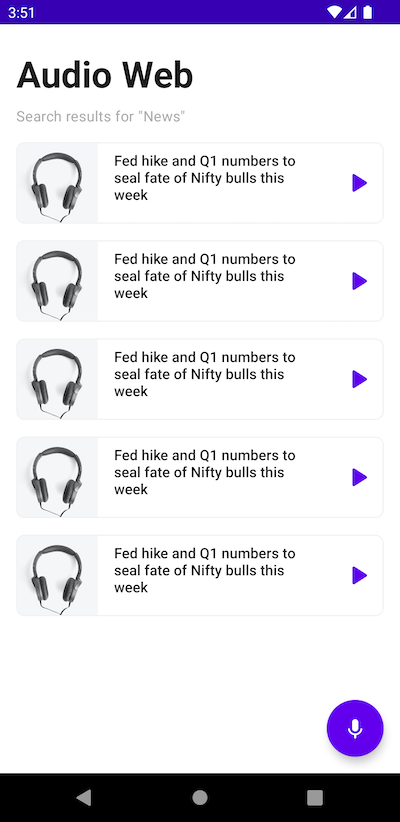 3:51
Audio Web
Search results for "News"
Fed hike and Q1 numbers to
seal fate of Nifty bulls this
week
Fed hike and Q1 numbers to
seal fate of Nifty bulls this
week
Fed hike and Q1 numbers to
seal fate of Nifty bulls this
week
Fed hike and Q1 numbers to
seal fate of Nifty bulls this
week
Fed hike and Q1 numbers to
seal fate of Nifty bulls this
week